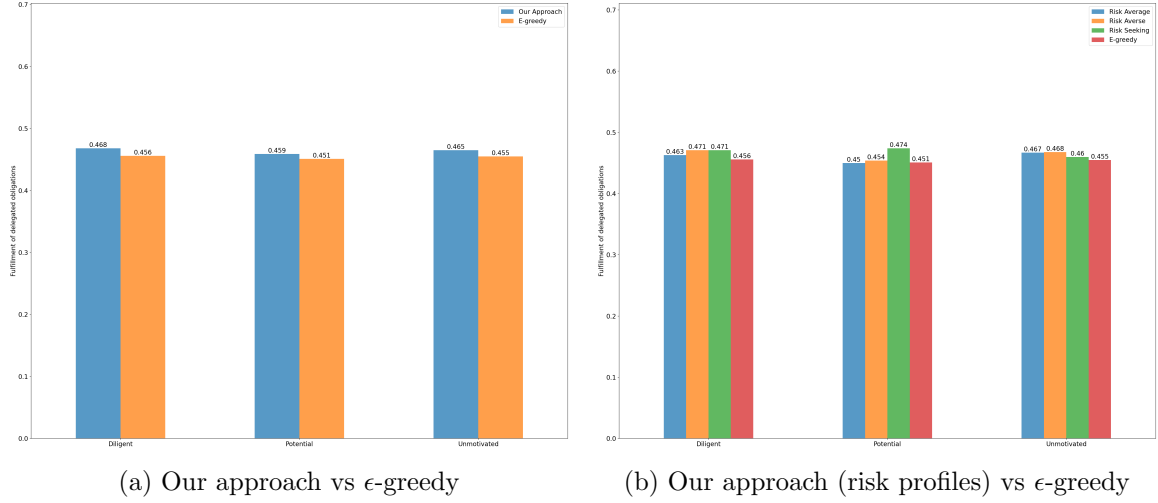 0.7
0.6
0.5
0.4
0.3
0.2
0.1
0.0
Fulfillment of delegated obligations
Our Approach
E-greedy
0.468
0.456
0.459
0.451
0.465
0.455
Diligent
Potential
Unmotivated
(a) Our approach vs ϵ-greedy
0.7
0.6
0.5
0.4
0.3
0.2
0.1
0.0
Fulfillment of delegated obligations
Risk Average
Risk Averse
Risk Seeking
E-greedy
0.463
0.471
0.471
0.456
0.45
0.454
0.474
0.451
0.467
0.468
0.46
0.455
Diligent
Potential
Unmotivated
(b) Our approach (risk profiles) vs ϵ-greedy